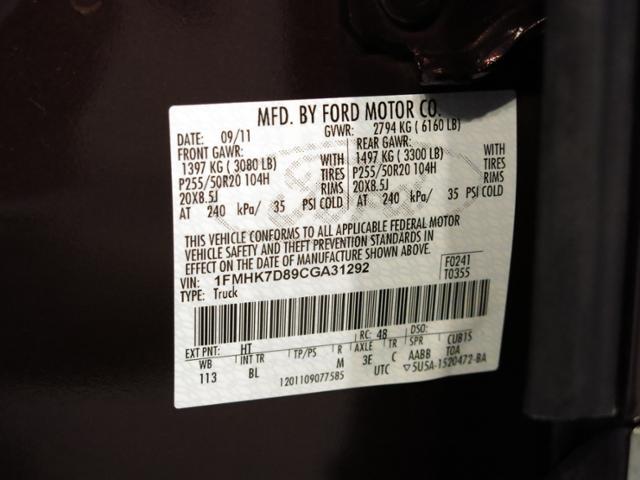 MFD. BY FORD MOTOR CO.
DATE: 09/11 GVWR: 2794 KG ( 6160 LB)
FRONT GAWR: REAR GAWR:
1397 KG ( 3080 LB) WITH 1497 KG ( 3300 LB) WITH
P255/50R20 104H TIRES P255/50R20 104H TIRES
20X8.5J RIMS 20X8.5J RIMS
AT 240 kPa/ 35 PSI COLD AT 240 kPa/ 35 PSI COLD
THIS VEHICLE CONFORMS TO ALL APPLICABLE FEDERAL MOTOR
VEHICLE SAFETY AND THEFT PREVENTION STANDARDS IN
EFFECT ON THE DATE OF MANUFACTURE SHOWN ABOVE.
VIN: 1FMHK7D89CGA31292 F0241
TYPE: Truck T0355
EXT PNT: HT RC: 48 DSO:
WB INT TR TP/PS R AXLE TR SPR CUBIS
113 BL M 3E C AABB TOA
1201109077585 UTC ▽5U5A-1520472-BA
Ford